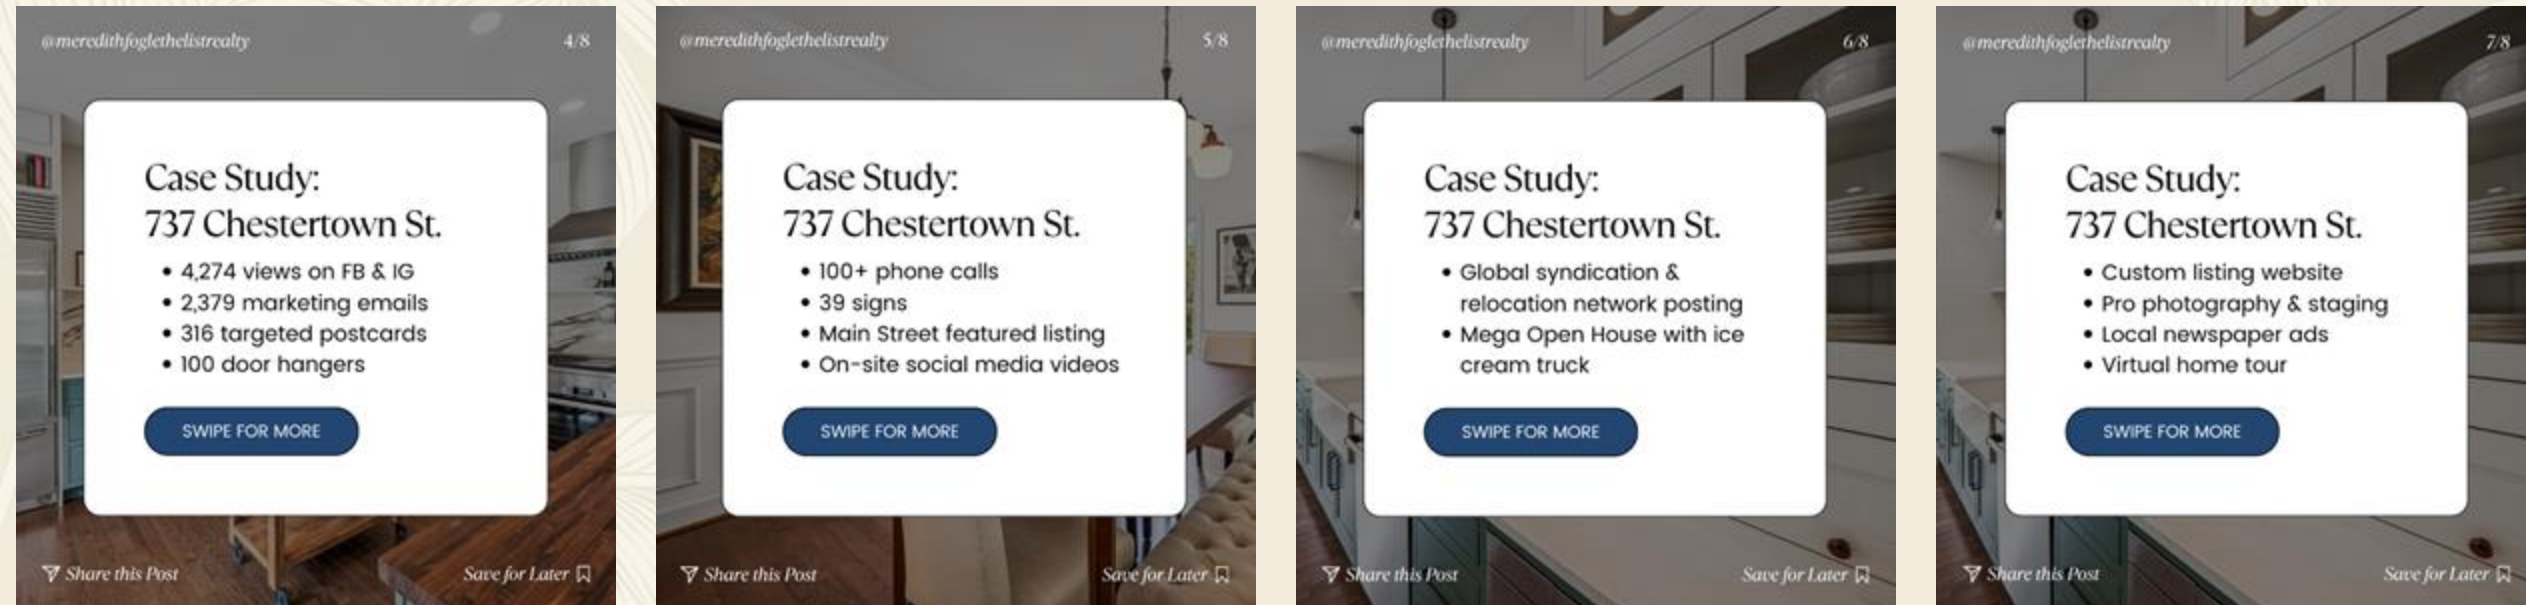 @meredithfoglethelistrealty 4/8
Case Study:
737 Chestertown St.
• 4,274 views on FB & IG
• 2,379 marketing emails
• 316 targeted postcards
• 100 door hangers
SWIPE FOR MORE
Share this Post Save for Later
@meredithfoglethelistrealty 5/8
Case Study:
737 Chestertown St.
• 100+ phone calls
• 39 signs
• Main Street featured listing
• On-site social media videos
SWIPE FOR MORE
Share this Post Save for Later
@meredithfoglethelistrealty 6/8
Case Study:
737 Chestertown St.
• Global syndication &
relocation network posting
• Mega Open House with ice
cream truck
SWIPE FOR MORE
Share this Post Save for Later
@meredithfoglethelistrealty 7/8
Case Study:
737 Chestertown St.
• Custom listing website
• Pro photography & staging
• Local newspaper ads
• Virtual home tour
SWIPE FOR MORE
Share this Post Save for Later